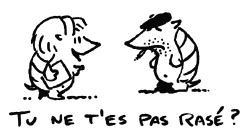 TU NE T'ES PAS RASÉ ?